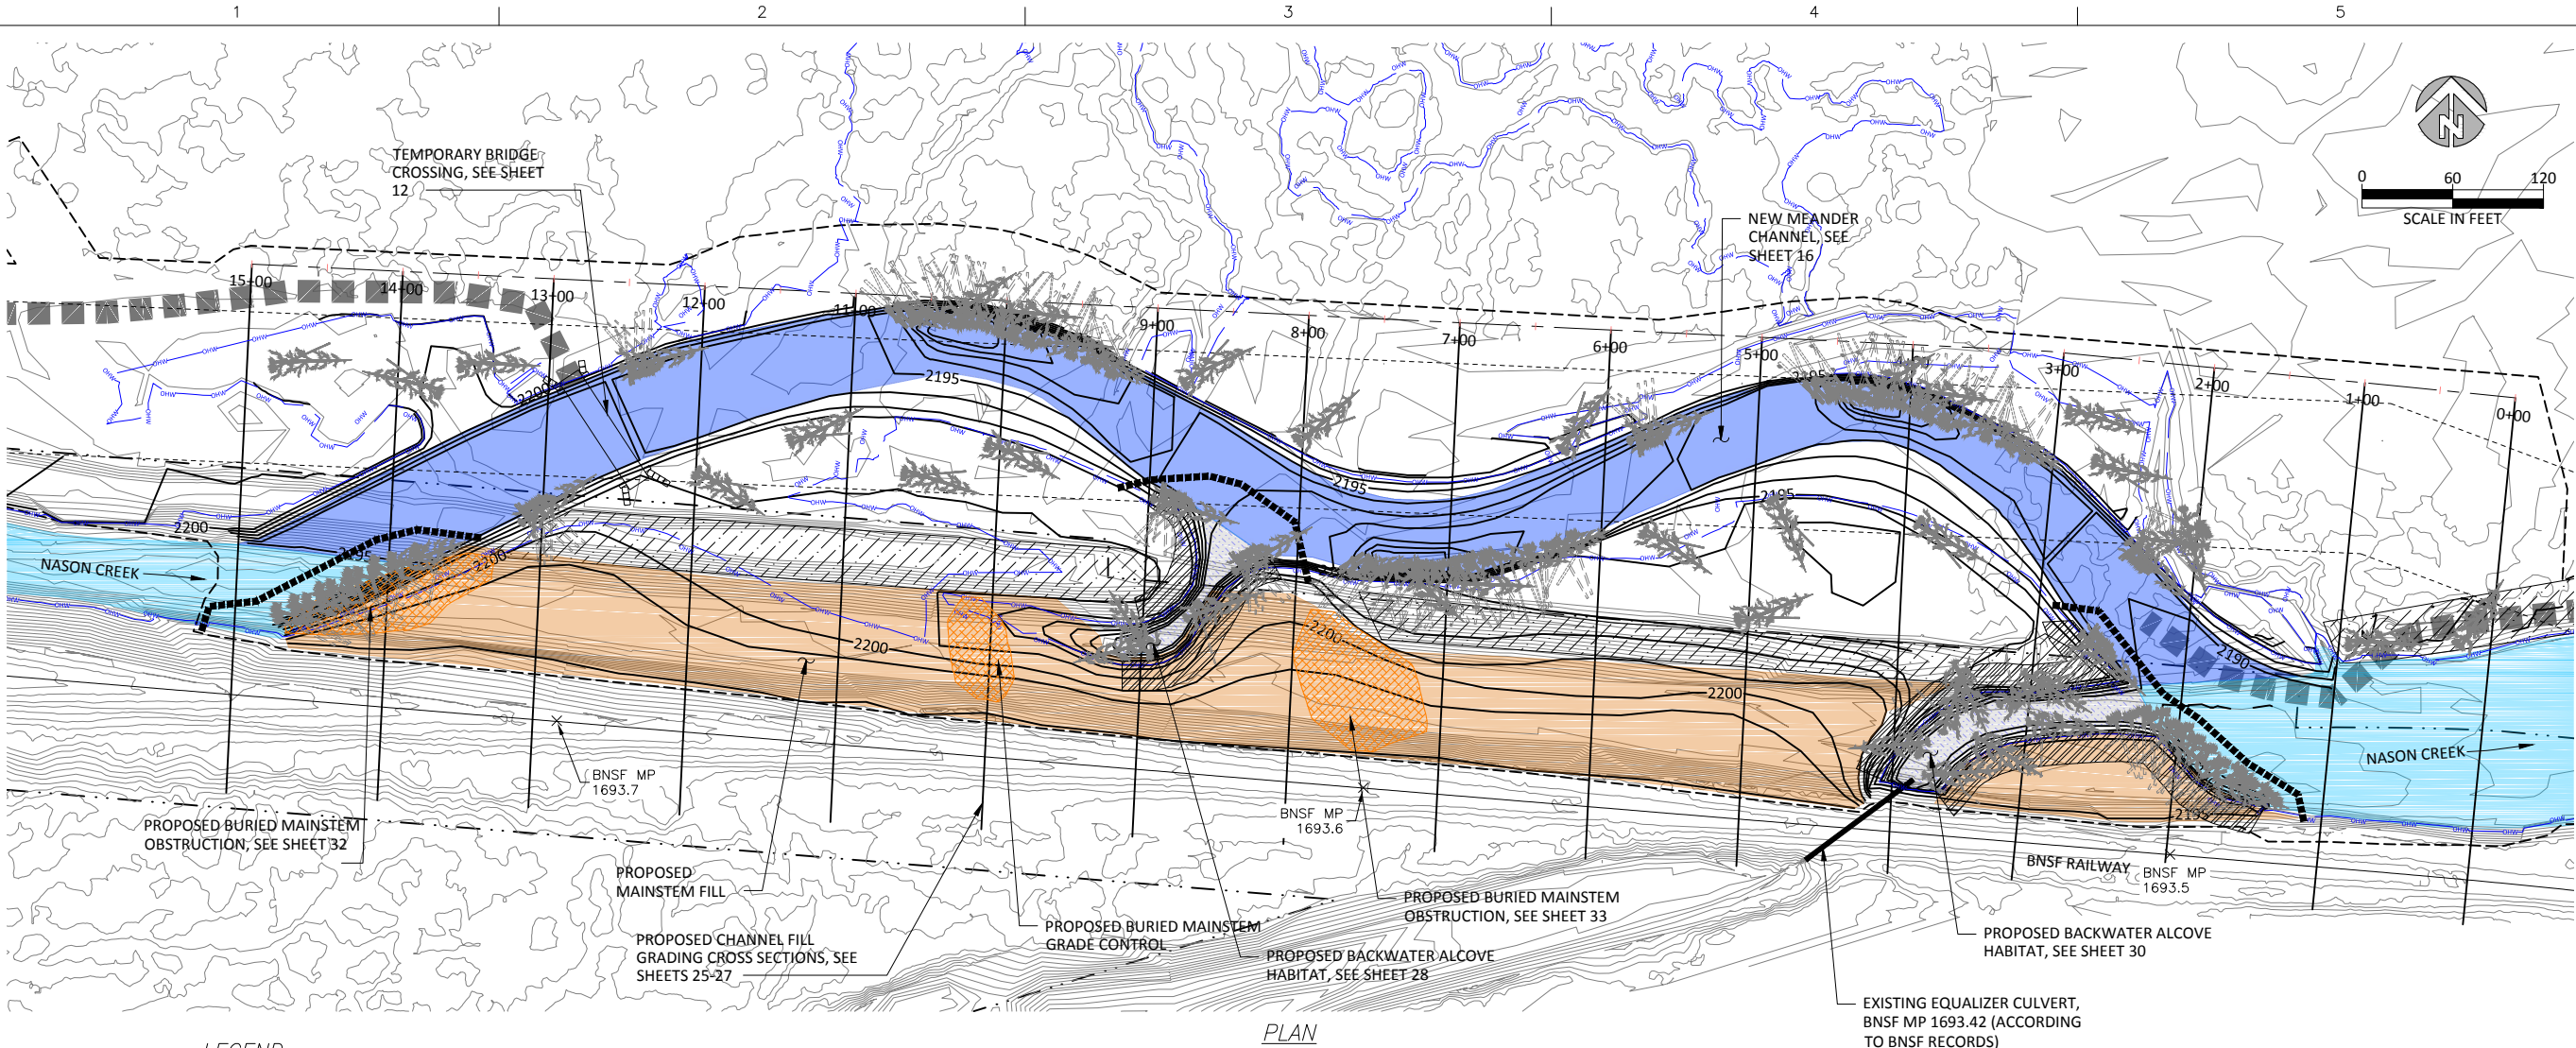 1 2 3 4 5
N
0 60 120
SCALE IN FEET
TEMPORARY BRIDGE
CROSSING, SEE SHEET
12
NEW MEANDER
CHANNEL, SEE
SHEET 16
15+00 14+00 13+00 12+00 11+00 9+00 8+00 7+00 6+00 5+00 3+00 2+00 1+00 0+00
2195
2195
2195
2195
2200
2200
2195
2200
2200
2200
2200
2190
2195
OHW
NASON CREEK
NASON CREEK
BNSF MP
1693.7
BNSF MP
1693.6
BNSF RAILWAY
BNSF MP
1693.5
PROPOSED BURIED MAINSTEM
OBSTRUCTION, SEE SHEET 32
PROPOSED
MAINSTEM FILL
PROPOSED CHANNEL FILL
GRADING CROSS SECTIONS, SEE
SHEETS 25-27
PROPOSED BURIED MAINSTEM
GRADE CONTROL
PROPOSED BACKWATER ALCOVE
HABITAT, SEE SHEET 28
PROPOSED BURIED MAINSTEM
OBSTRUCTION, SEE SHEET 33
PROPOSED BACKWATER ALCOVE
HABITAT, SEE SHEET 30
EXISTING EQUALIZER CULVERT,
BNSF MP 1693.42 (ACCORDING
TO BNSF RECORDS)
PLAN
LEGEND